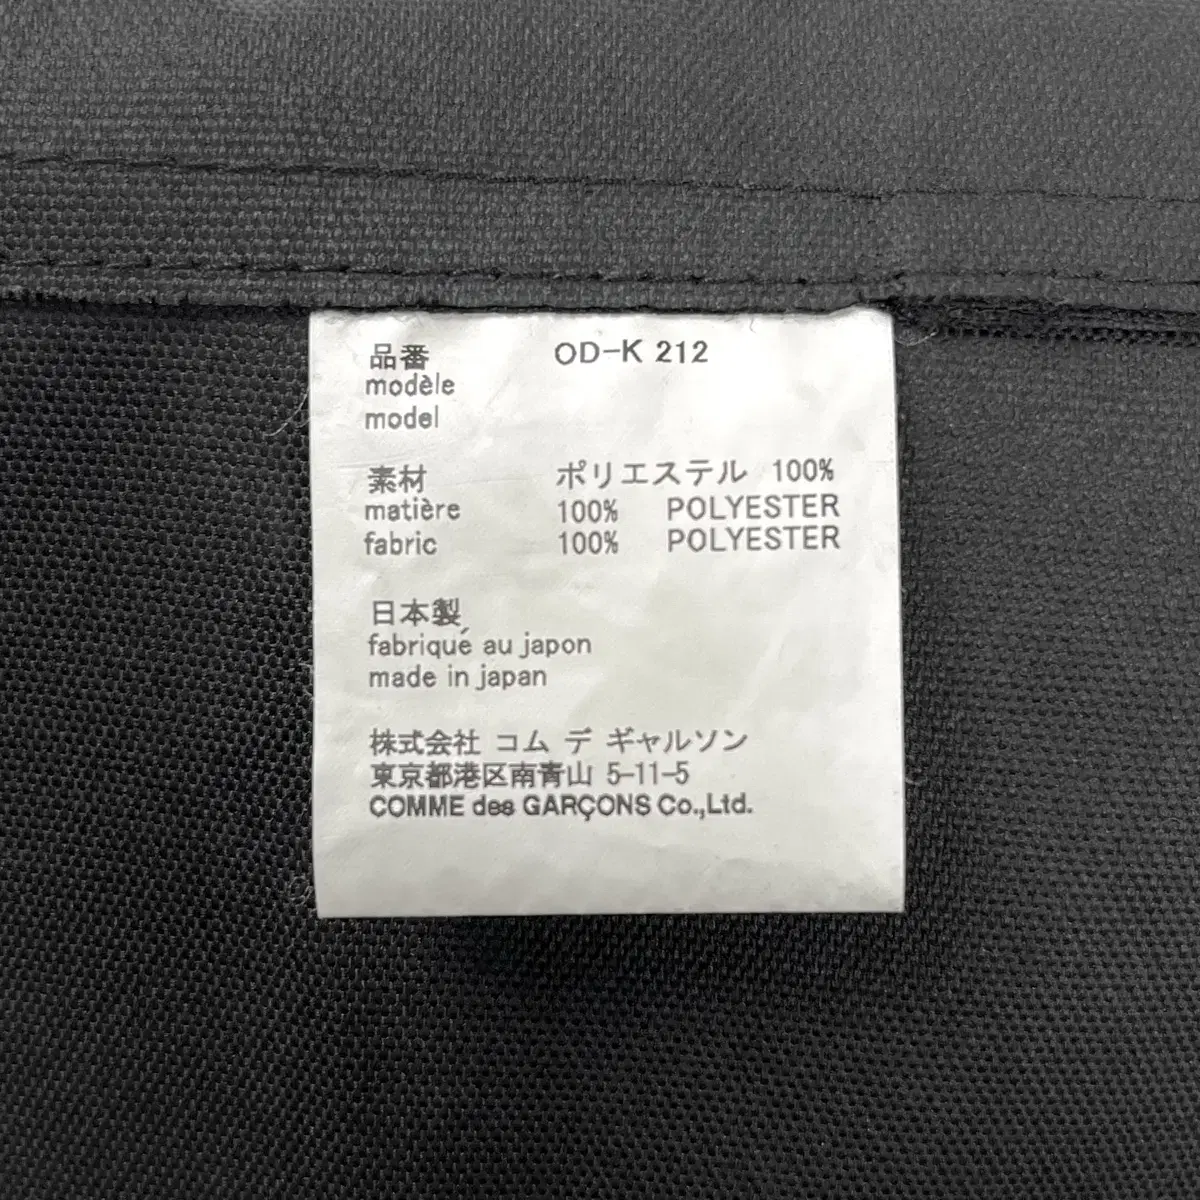 品番 OD-K 212
modèle
model
素材 ポリエステル 100%
matière 100% POLYESTER
fabric 100% POLYESTER
日本製
fabriqué au japon
made in japan
株式会社 コム デ ギャルソン
東京都港区南青山 5-11-5
COMME des GARÇONS Co.,Ltd.